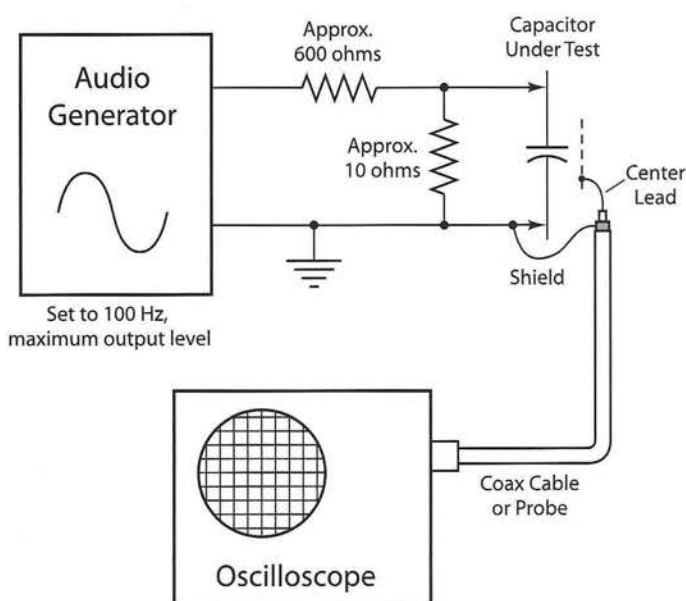 Audio
Generator
Set to 100 Hz,
maximum output level
Approx.
600 ohms
Approx.
10 ohms
Capacitor
Under Test
Center
Lead
Shield
Coax Cable
or Probe
Oscilloscope